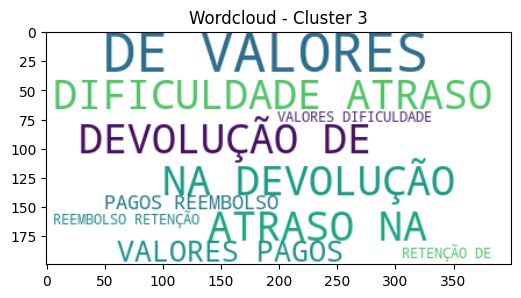 Wordcloud - Cluster 3
0
DE VALORES
25
DIFICULDADE ATRASO
50
VALORES DIFICULDADE
75
DEVOLUÇÃO DE
100
NA DEVOLUÇÃO
125
PAGOS REEMBOLSO
150
REEMBOLSO RETENÇÃO
ATRASO NA
175
VALORES PAGOS
RETENÇÃO DE
0 50 100 150 200 250 300 350